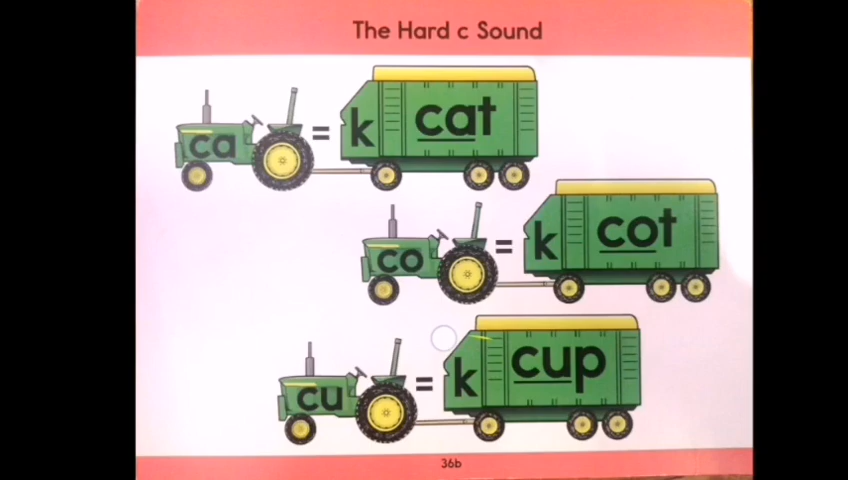 The Hard c Sound
ca = k cat
co = k cot
cu = k cup
36b